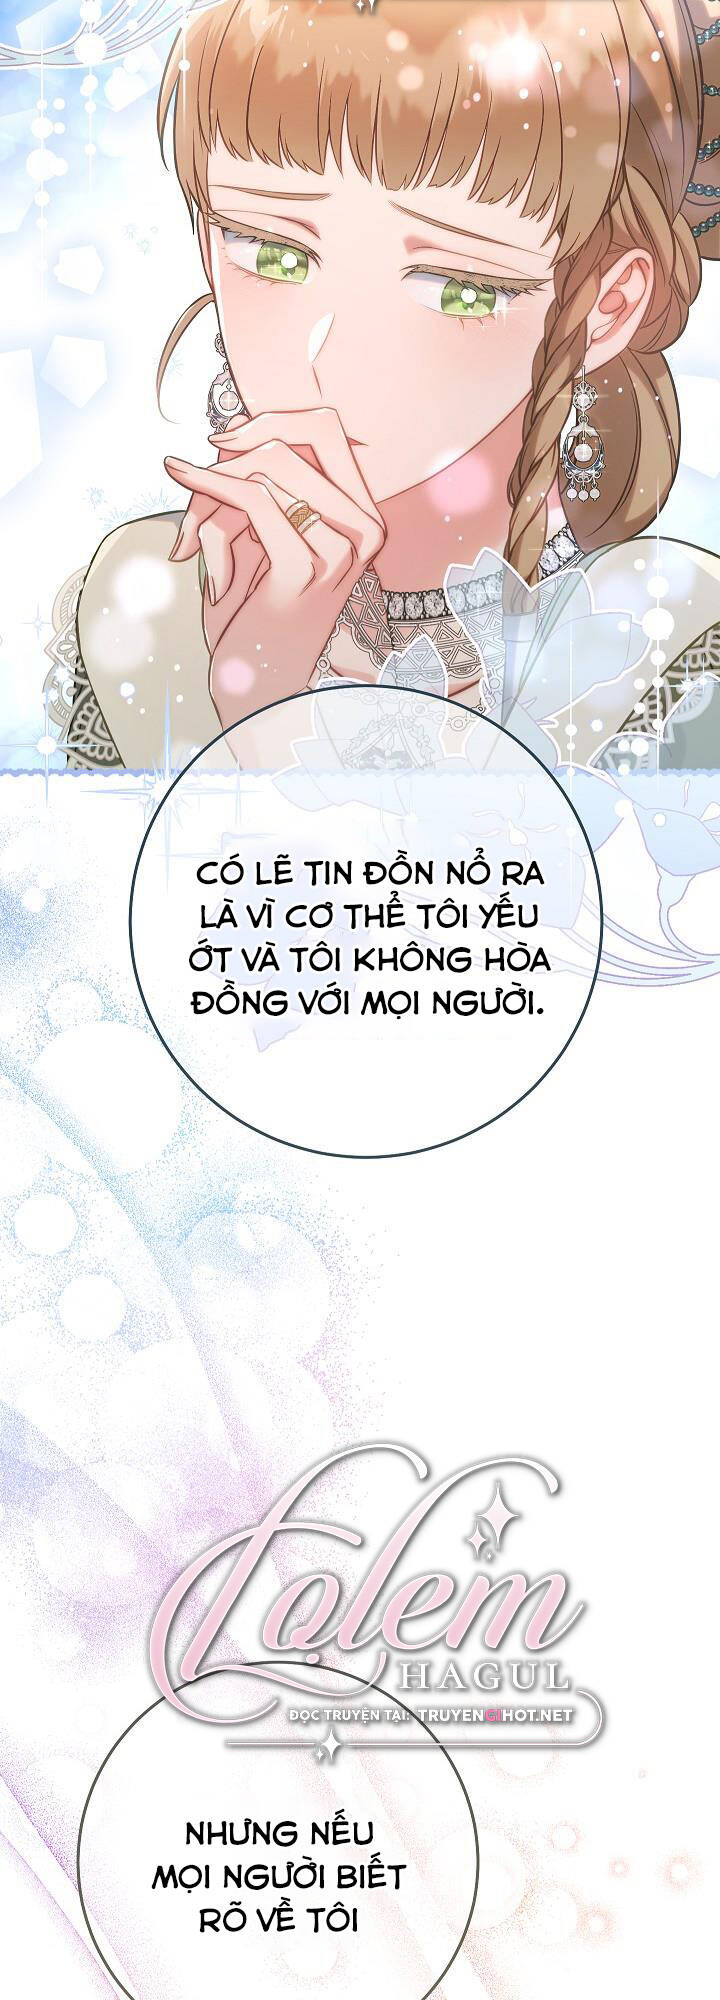 CÓ LẼ TIN ĐỒN NỔ RA
LÀ VÌ CƠ THỂ TÔI YẾU
ỚT VÀ TÔI KHÔNG HÒA
ĐỒNG VỚI MỌI NGƯỜI.
Lọlem
HAGUL
ĐỌC TRUYỆN TẠI: TRUYENGIHOT.NET
NHƯNG NẾU
MỌI NGƯỜI BIẾT
RÕ VỀ TÔI